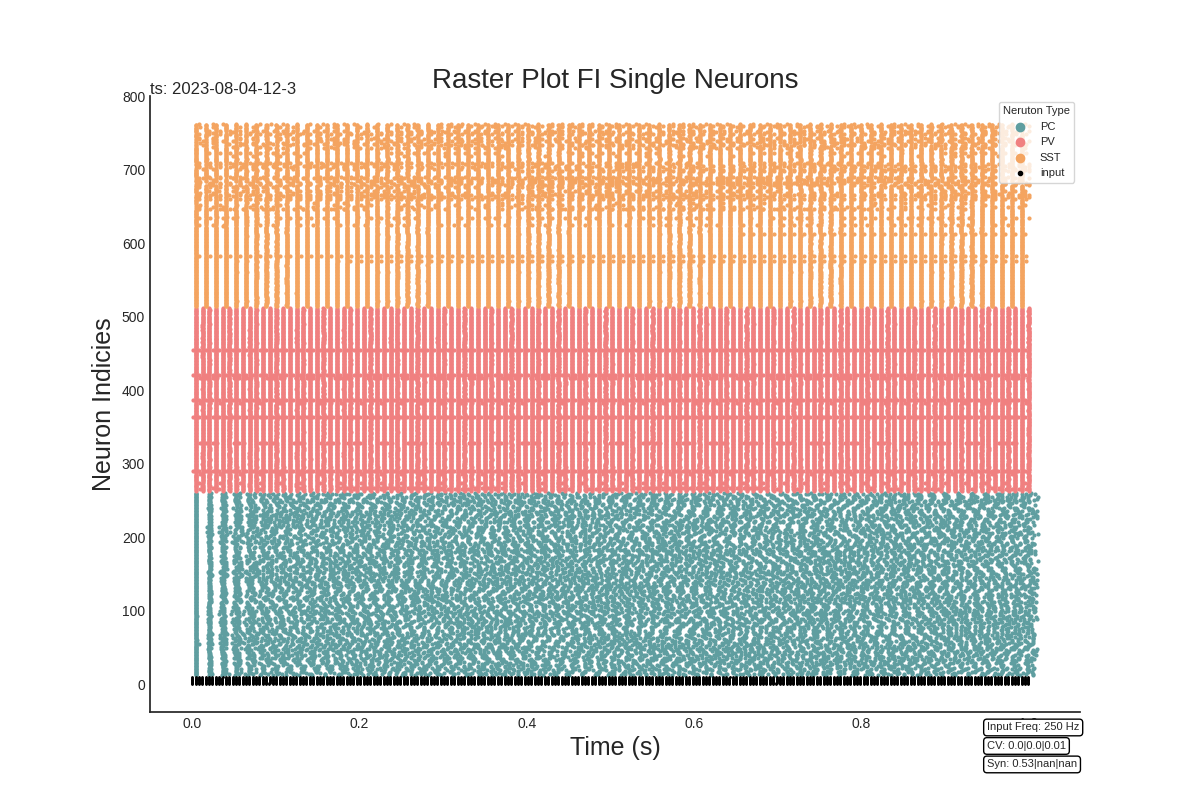 Raster Plot FI Single Neurons
ts: 2023-08-04-12-3
800
700
600
500
400
300
200
100
0
Neuron Indicies
Neruton Type
PC
PV
SST
input
0.0
0.2
0.4
0.6
0.8
Time (s)
Input Freq: 250 Hz
CV: 0.0|0.0|0.01
Syn: 0.53|nan|nan